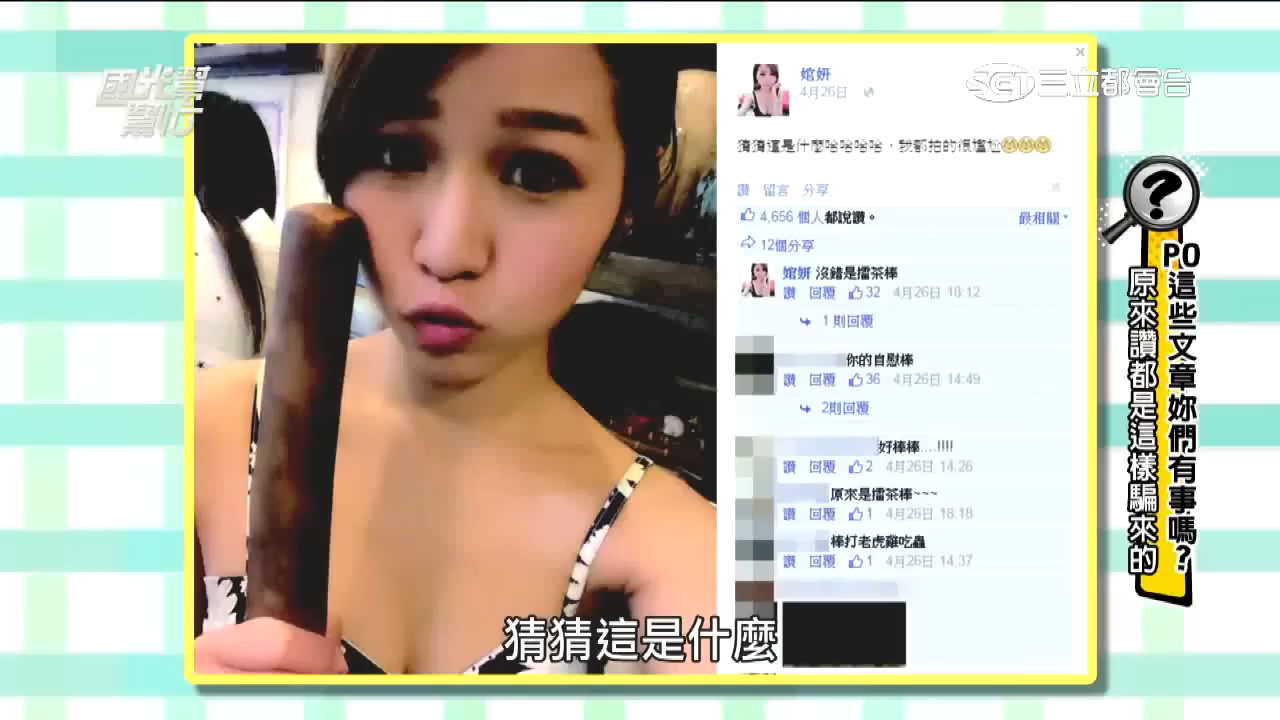 國光幫
幫忙
SET三立都會台
婠妍
4月26日
猜猜這是什麼哈哈哈哈，我都拍的很尷尬
讚 留言 分享
4,656 個人都說讚。
最相關
12個分享
婠妍 沒錯是擂茶棒
讚 回覆 32 4月26日 18:12
1 則回覆
你的自慰棒
讚 回覆 36 4月26日 14:49
2則回覆
好棒棒....!!!!
讚 回覆 2 4月26日 14:26
原來是擂茶棒~~~
讚 回覆 1 4月26日 18:18
棒打老虎雞吃蟲
讚 回覆 1 4月26日 14:37
PO這些文章妳們有事嗎？
原來讚都是這樣騙來的
猜猜這是什麼